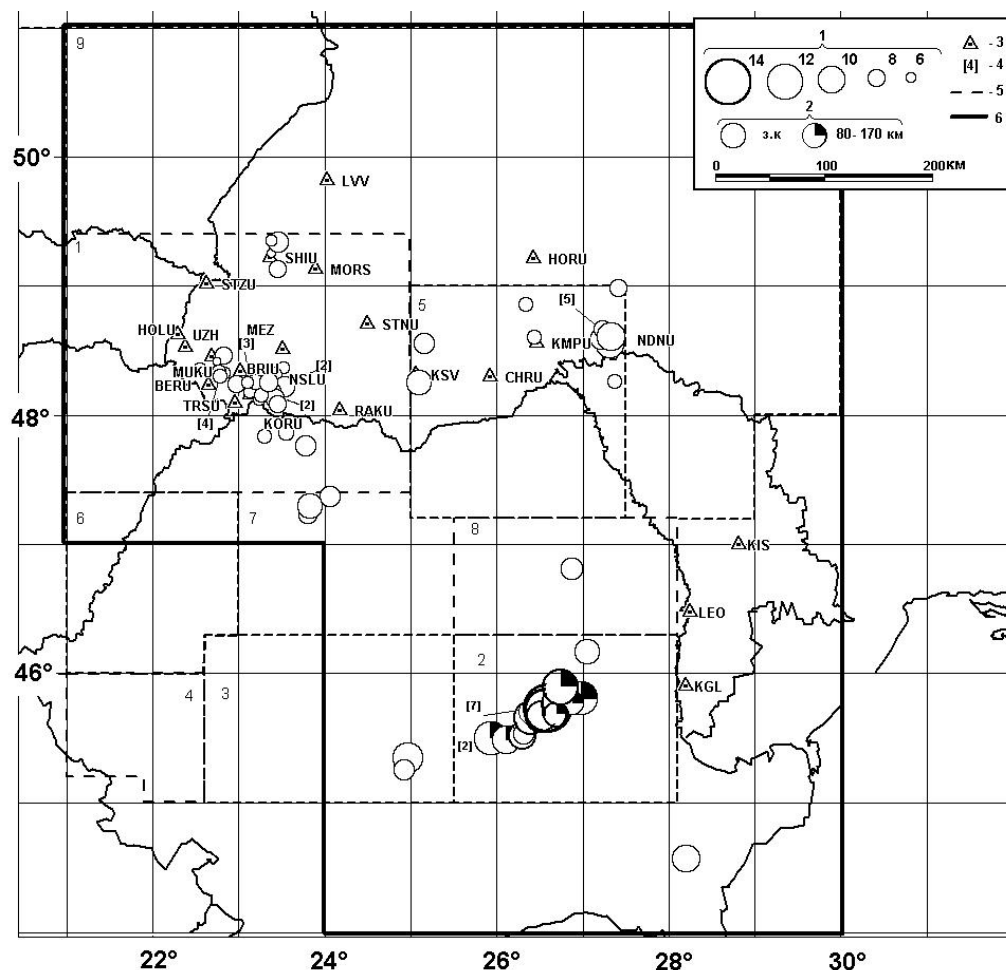 9
1
14 12 10 8 6
2
з.к 80- 170 км
0 100 200KM
- 3
[4] - 4
- 5
6
50°
LVV
1
SHIU
MORS
HORU
STZU
5
[5]
HOLU
UZH
MEZ
[3]
STNU
KMPU
NDNU
MUKU
BRIU
[2]
BERU
NSLU
KSV
CHRU
48°
TRSU
[2]
RAKU
[4]
KORU
6
7
8
KIS
LEO
46°
2
4
3
KGL
[7]
[2]
22° 24° 26° 28° 30°